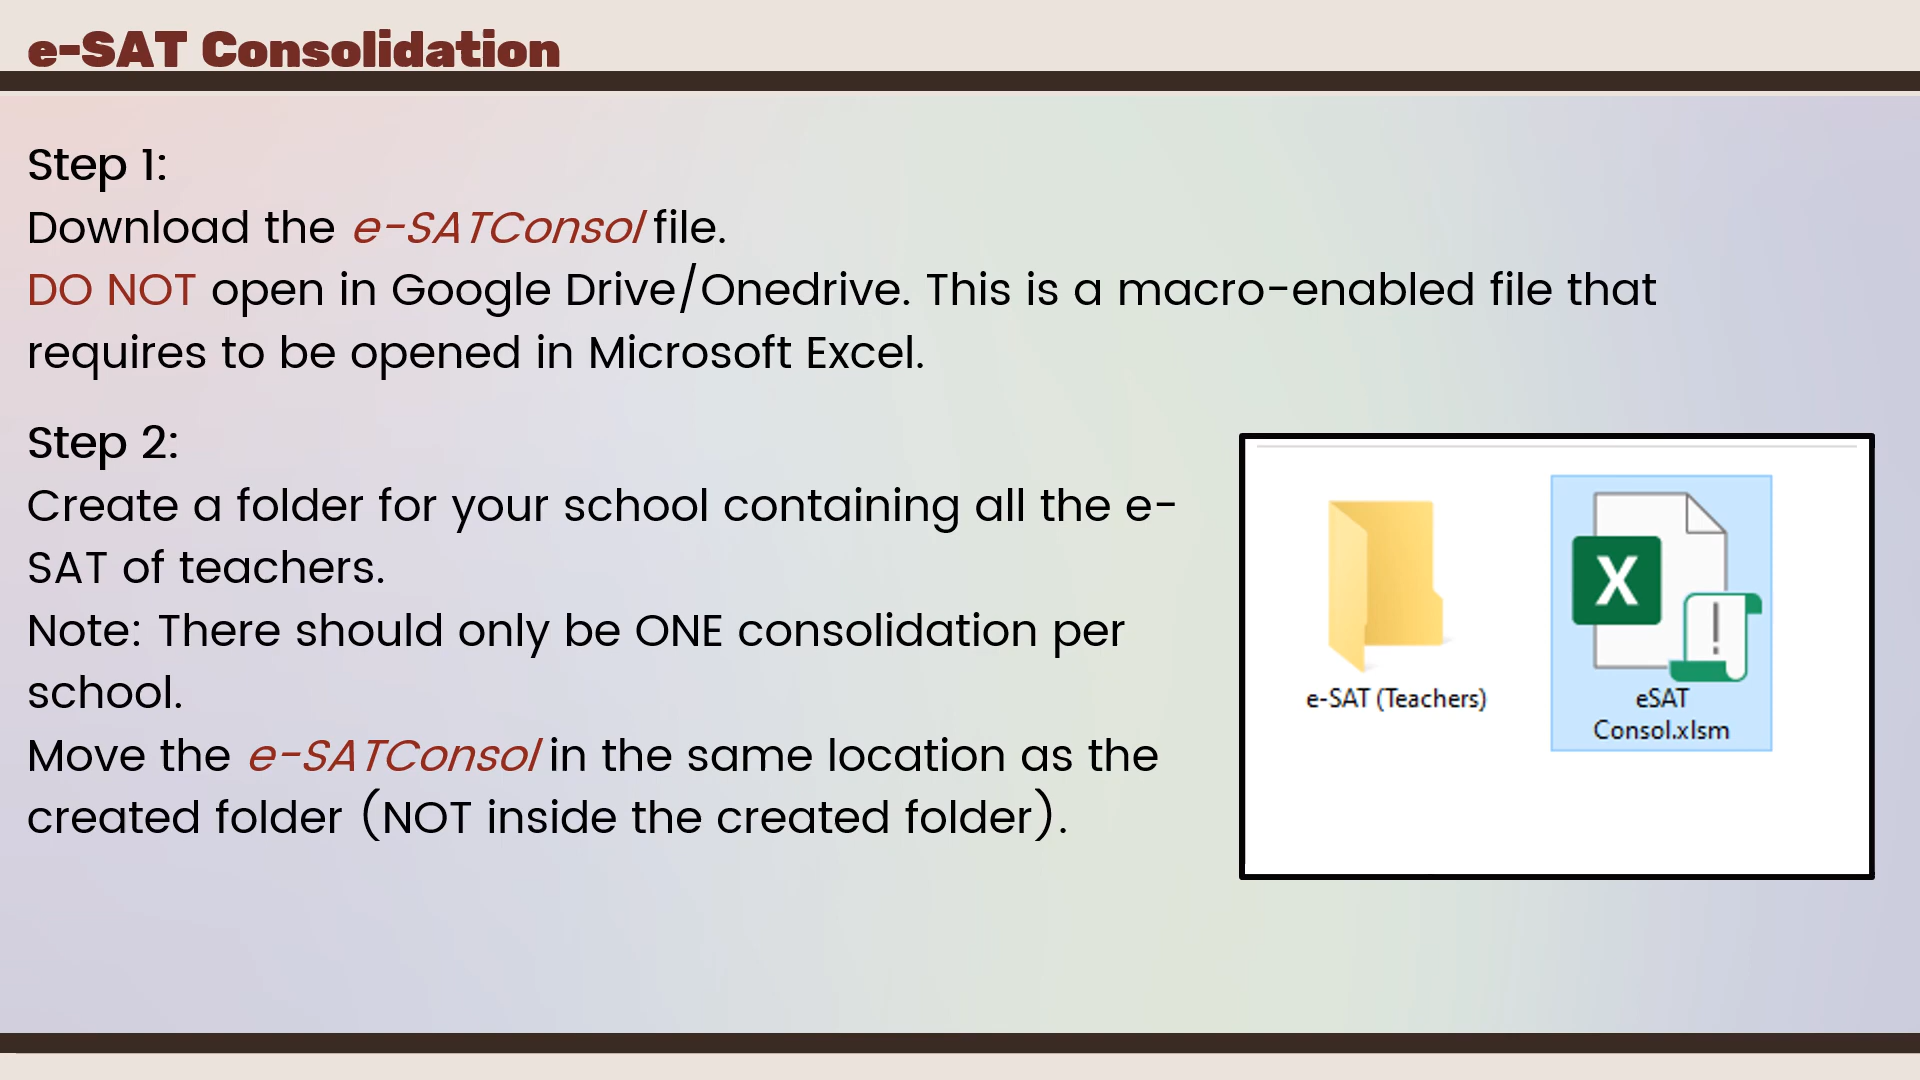 e-SAT Consolidation
Step 1:
Download the e-SATConsol file.
DO NOT open in Google Drive/Onedrive. This is a macro-enabled file that
requires to be opened in Microsoft Excel.
Step 2:
Create a folder for your school containing all the e-
SAT of teachers.
Note: There should only be ONE consolidation per
school.
Move the e-SATConsol in the same location as the
created folder (NOT inside the created folder).
X
e-SAT (Teachers)
eSAT
Consol.xlsm